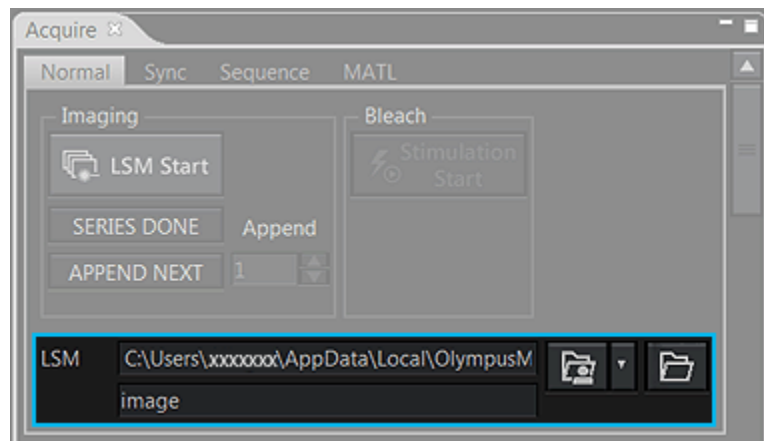 Acquire
Normal Sync Sequence MATL
Imaging
Bleach
LSM Start
Stimulation
Start
SERIES DONE
Append
APPEND NEXT
1
LSM
C:\Users\xxxxxxx\AppData\Local\OlympusM
image